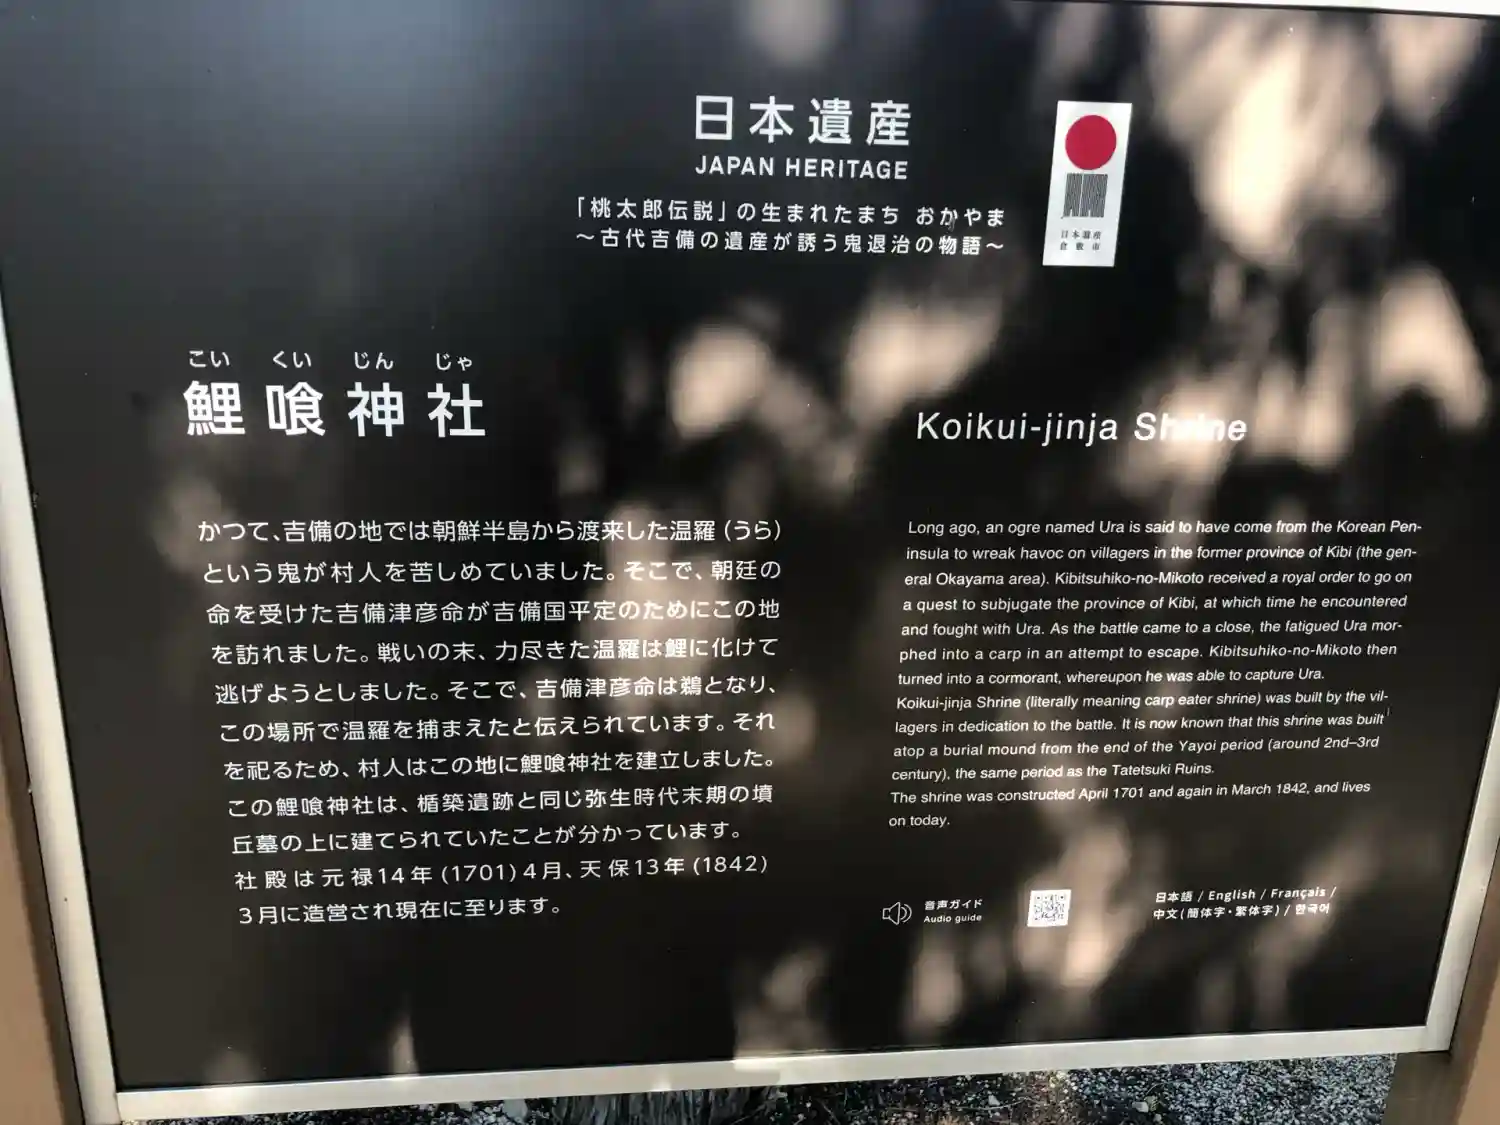 日本遺産
JAPAN HERITAGE
「桃太郎伝説」の生まれたまち おかやま
～古代吉備の遺産が誘う鬼退治の物語～
日本遺産
倉敷市
こい くい じん じゃ
鯉喰神社
かつて、吉備の地では朝鮮半島から渡来した温羅（うら）
という鬼が村人を苦しめていました。そこで、朝廷の
命を受けた吉備津彦命が吉備国平定のためにこの地
を訪れました。戦いの末、力尽きた温羅は鯉に化けて
逃げようとしました。そこで、吉備津彦命は鵜となり、
この場所で温羅を捕まえたと伝えられています。それ
を祀るため、村人はこの地に鯉喰神社を建立しました。
この鯉喰神社は、楯築遺跡と同じ弥生時代末期の墳
丘墓の上に建てられていたことが分かっています。
社殿は元禄14年(1701)4月、天保13年(1842)
3月に造営され現在に至ります。
Koikui-jinja Shrine
Long ago, an ogre named Ura is said to have come from the Korean Pen-
insula to wreak havoc on villagers in the former province of Kibi (the gen-
eral Okayama area). Kibitsuhiko-no-Mikoto received a royal order to go on
a quest to subjugate the province of Kibi, at which time he encountered
and fought with Ura. As the battle came to a close, the fatigued Ura mor-
phed into a carp in an attempt to escape. Kibitsuhiko-no-Mikoto then
turned into a cormorant, whereupon he was able to capture Ura.
Koikui-jinja Shrine (literally meaning carp eater shrine) was built by the vil-
lagers in dedication to the battle. It is now known that this shrine was built
atop a burial mound from the end of the Yayoi period (around 2nd–3rd
century), the same period as the Tatetsuki Ruins.
The shrine was constructed April 1701 and again in March 1842, and lives
on today.
音声ガイド
Audio guide
日本語 / English / Français /
中文(簡体字・繁体字) / 한국어